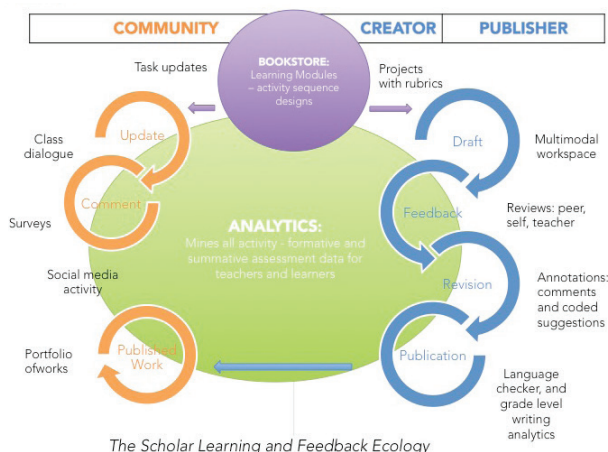 COMMUNITY
CREATOR
PUBLISHER
BOOKSTORE:
Learning Modules
– activity sequence
designs
Task updates
Projects
with rubrics
Update
Class
dialogue
Comment
Surveys
Social media
activity
Published
Work
Portfolio
ofworks
ANALYTICS:
Mines all activity - formative and
summative assessment data for
teachers and learners
Draft
Multimodal
workspace
Feedback
Reviews: peer,
self, teacher
Revision
Annotations:
comments
and coded
suggestions
Publication
Language
checker, and
grade level
writing
analytics
The Scholar Learning and Feedback Ecology